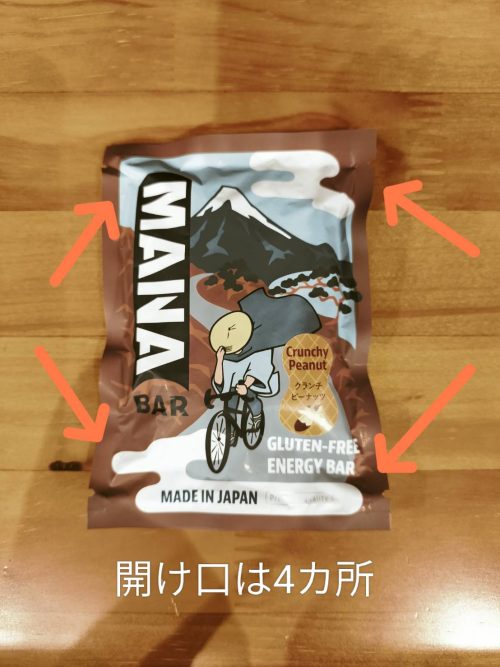 MANA
BAR
Crunchy
Peanut
クランチ
ピーナッツ
GLUTEN-FREE
ENERGY BAR
MADE IN JAPAN
開け口は4カ所